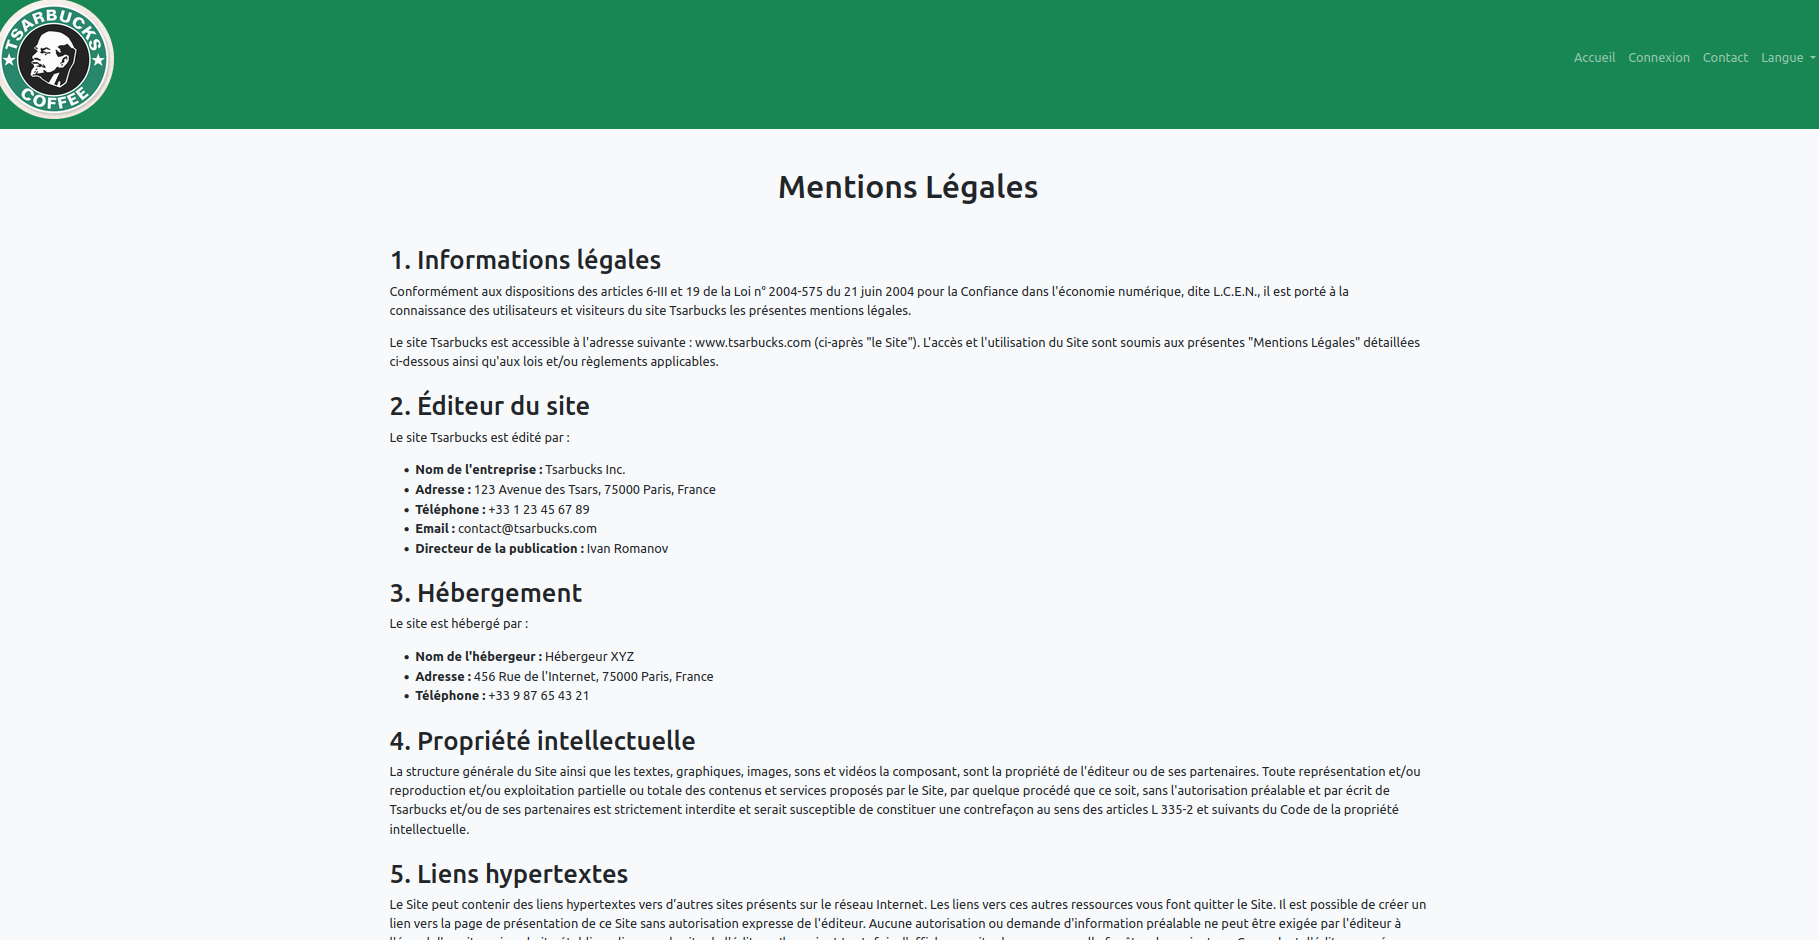 TSARBUCKS
COFFEE
Accueil Connexion Contact Langue
Mentions Légales
1. Informations légales
Conformément aux dispositions des articles 6-III et 19 de la Loi n° 2004-575 du 21 juin 2004 pour la Confiance dans l'économie numérique, dite L.C.E.N., il est porté à la
connaissance des utilisateurs et visiteurs du site Tsarbucks les présentes mentions légales.
Le site Tsarbucks est accessible à l'adresse suivante : www.tsarbucks.com (ci-après "le Site"). L'accès et l'utilisation du Site sont soumis aux présentes "Mentions Légales" détaillées
ci-dessous ainsi qu'aux lois et/ou règlements applicables.
2. Éditeur du site
Le site Tsarbucks est édité par :
• Nom de l'entreprise : Tsarbucks Inc.
• Adresse : 123 Avenue des Tsars, 75000 Paris, France
• Téléphone : +33 1 23 45 67 89
• Email : contact@tsarbucks.com
• Directeur de la publication : Ivan Romanov
3. Hébergement
Le site est hébergé par :
• Nom de l'hébergeur : Hébergeur XYZ
• Adresse : 456 Rue de l'Internet, 75000 Paris, France
• Téléphone : +33 9 87 65 43 21
4. Propriété intellectuelle
La structure générale du Site ainsi que les textes, graphiques, images, sons et vidéos la composant, sont la propriété de l'éditeur ou de ses partenaires. Toute représentation et/ou
reproduction et/ou exploitation partielle ou totale des contenus et services proposés par le Site, par quelque procédé que ce soit, sans l'autorisation préalable et par écrit de
Tsarbucks et/ou de ses partenaires est strictement interdite et serait susceptible de constituer une contrefaçon au sens des articles L 335-2 et suivants du Code de la propriété
intellectuelle.
5. Liens hypertextes
Le Site peut contenir des liens hypertextes vers d'autres sites présents sur le réseau Internet. Les liens vers ces autres ressources vous font quitter le Site. Il est possible de créer un
lien vers la page de présentation de ce Site sans autorisation expresse de l'éditeur. Aucune autorisation ou demande d'information préalable ne peut être exigée par l'éditeur à